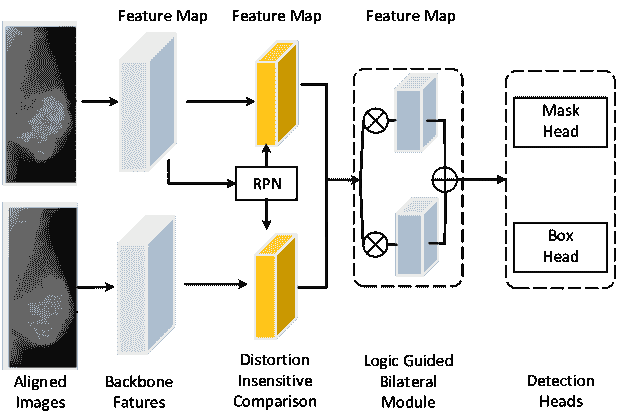 Feature Map
Feature Map
Feature Map
RPN
Mask
Head
Box
Head
Aligned
Images
Backbone
Fatures
Distortion
Insensitive
Comparison
Logic Guided
Bilateral
Module
Detection
Heads